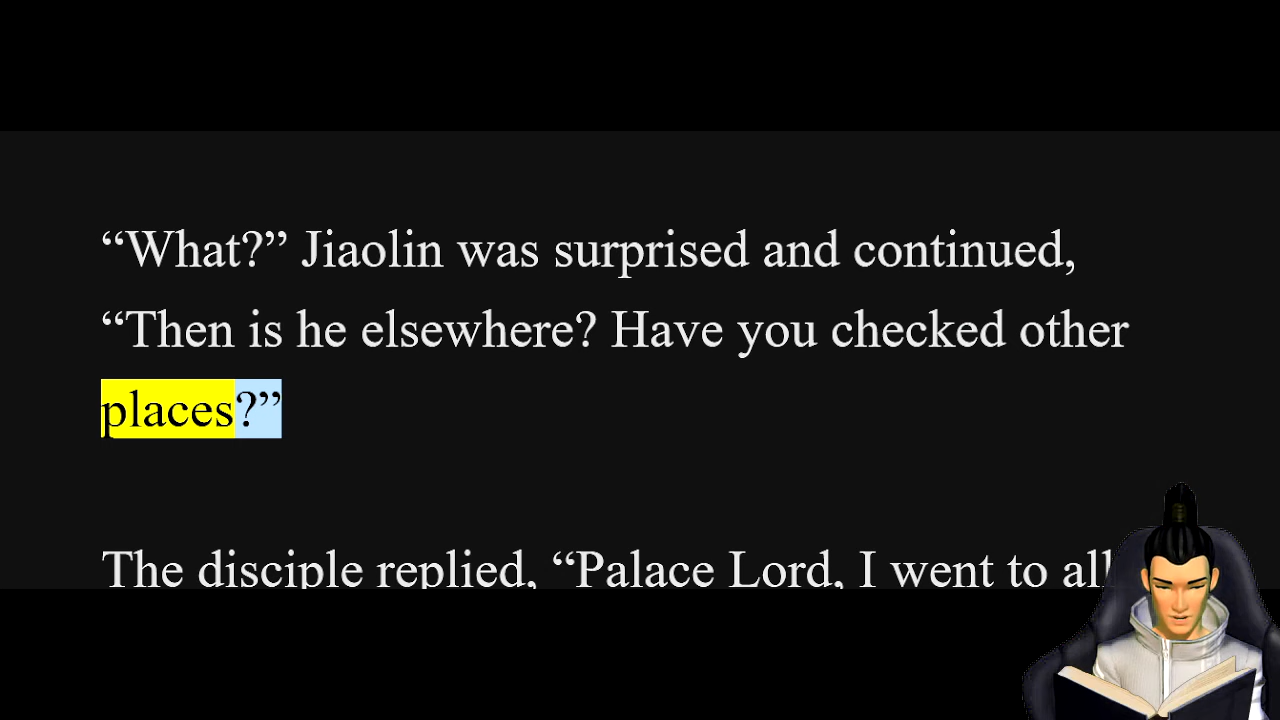 “What?” Jiaolin was surprised and continued,
“Then is he elsewhere? Have you checked other
places?”
The disciple replied, “Palace Lord, I went to all